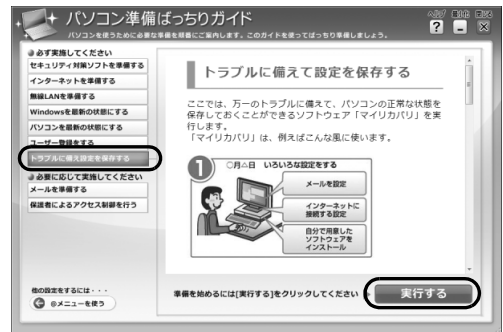 パソコン準備ばっちりガイド
ヘルプ 最小化 閉じる
パソコンを使うために必要な準備を順番にご案内します。このガイドを使ってばっちり準備しましょう。
必ず実施してください
セキュリティ対策ソフトを準備する
インターネットを準備する
無線LANを準備する
Windowsを最新の状態にする
パソコンを最新の状態にする
ユーザー登録をする
トラブルに備え設定を保存する
必要に応じて実施してください
メールを準備する
保護者によるアクセス制御を行う
トラブルに備えて設定を保存する
ここでは、万一のトラブルに備えて、パソコンの正常な状態を
保存しておくことができるソフトウェア「マイリカバリ」を実
行します。
「マイリカバリ」は、例えばこんな風に使います。
1 ○月△日 いろいろな設定をする
メールを設定
インターネットに
接続する設定
自分で用意した
ソフトウェアを
インストール
他の設定をするには・・・
@メニューを使う
準備を始めるには[実行する]をクリックしてください
実行する